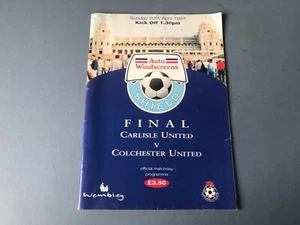 Sunday 20th April 1997
Kick Off 1.30pm
Auto
Windscreens
SHIELD
FINAL
CARLISLE UNITED
V
COLCHESTER UNITED
official matchday
programme
£3.50
Wembley